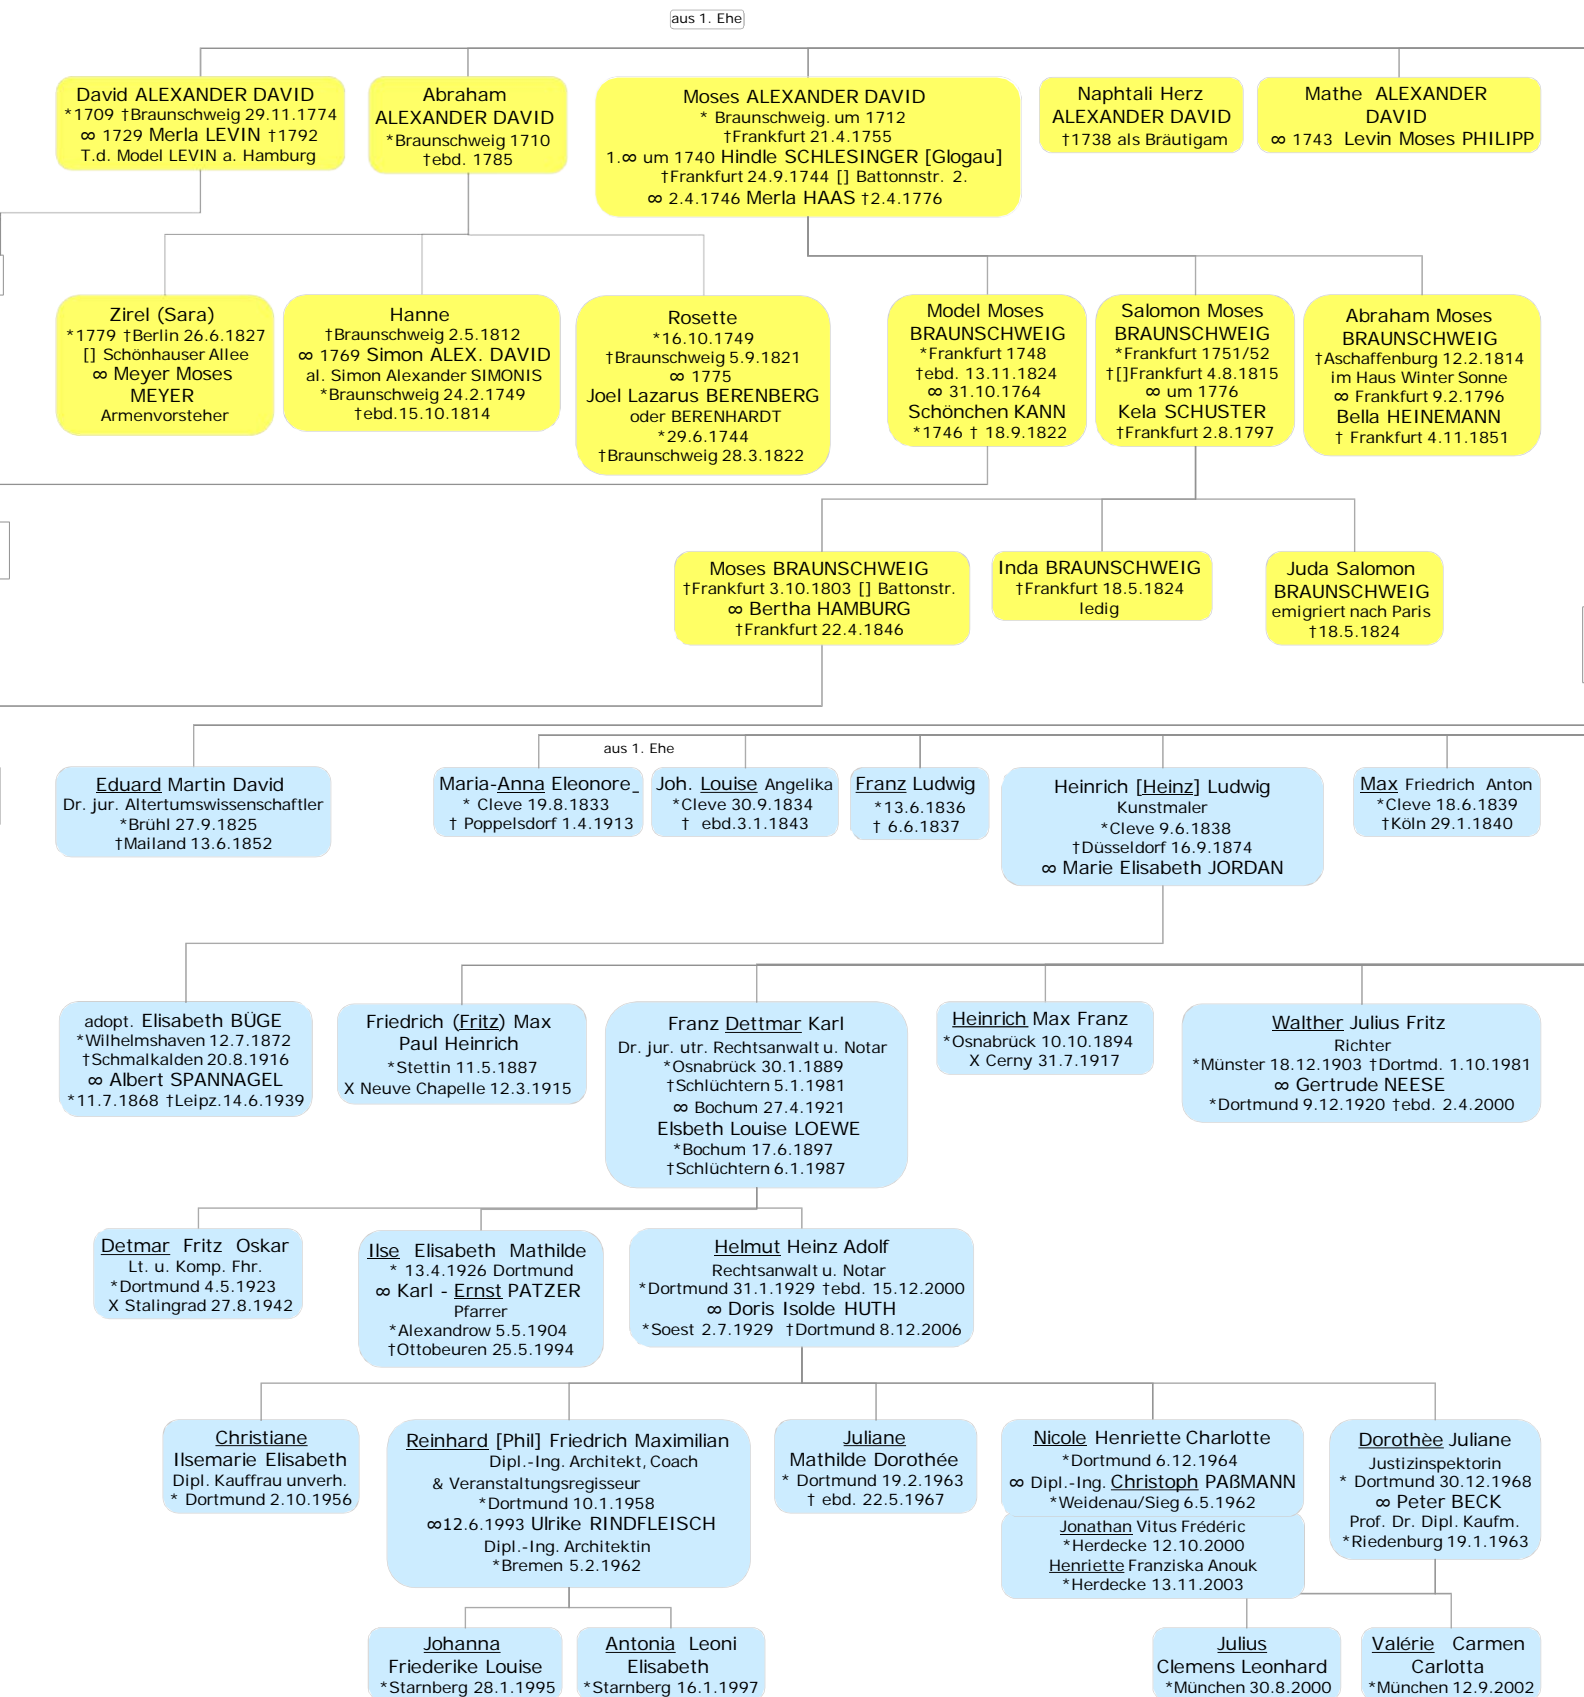 aus 1. Ehe
David ALEXANDER DAVID
*1709 †Braunschweig 29.11.1774
∞ 1729 Merla LEVIN †1792
T.d. Model LEVIN a. Hamburg
Abraham
ALEXANDER DAVID
*Braunschweig 1710
†ebd. 1785
Moses ALEXANDER DAVID
* Braunschweig. um 1712
†Frankfurt 21.4.1755
1.∞ um 1740 Hindle SCHLESINGER [Glogau]
†Frankfurt 24.9.1744 [] Battonnstr. 2.
∞ 2.4.1746 Merla HAAS †2.4.1776
Naphtali Herz
ALEXANDER DAVID
†1738 als Bräutigam
Mathe ALEXANDER
DAVID
∞ 1743 Levin Moses PHILIPP
Zirel (Sara)
*1779 †Berlin 26.6.1827
[] Schönhauser Allee
∞ Meyer Moses
MEYER
Armenvorsteher
Hanne
†Braunschweig 2.5.1812
∞ 1769 Simon ALEX. DAVID
al. Simon Alexander SIMONIS
*Braunschweig 24.2.1749
†ebd.15.10.1814
Rosette
*16.10.1749
†Braunschweig 5.9.1821
∞ 1775
Joel Lazarus BERENBERG
oder BERENHARDT
*29.6.1744
†Braunschweig 28.3.1822
Model Moses
BRAUNSCHWEIG
*Frankfurt 1748
†ebd. 13.11.1824
∞ 31.10.1764
Schönchen KANN
*1746 † 18.9.1822
Salomon Moses
BRAUNSCHWEIG
*Frankfurt 1751/52
†[]Frankfurt 4.8.1815
∞ um 1776
Kela SCHUSTER
†Frankfurt 2.8.1797
Abraham Moses
BRAUNSCHWEIG
†Aschaffenburg 12.2.1814
im Haus Winter Sonne
∞ Frankfurt 9.2.1796
Bella HEINEMANN
† Frankfurt 4.11.1851
Moses BRAUNSCHWEIG
†Frankfurt 3.10.1803 [] Battonstr.
∞ Bertha HAMBURG
†Frankfurt 22.4.1846
Inda BRAUNSCHWEIG
†Frankfurt 18.5.1824
ledig
Juda Salomon
BRAUNSCHWEIG
emigriert nach Paris
†18.5.1824
aus 1. Ehe
Eduard Martin David
Dr. jur. Altertumswissenschaftler
*Brühl 27.9.1825
†Mailand 13.6.1852
Maria-Anna Eleonore_
* Cleve 19.8.1833
† Poppelsdorf 1.4.1913
Joh. Louise Angelika
*Cleve 30.9.1834
† ebd.3.1.1843
Franz Ludwig
*13.6.1836
† 6.6.1837
Heinrich [Heinz] Ludwig
Kunstmaler
*Cleve 9.6.1838
†Düsseldorf 16.9.1874
∞ Marie Elisabeth JORDAN
Max Friedrich Anton
*Cleve 18.6.1839
†Köln 29.1.1840
adopt. Elisabeth BÜGE
*Wilhelmshaven 12.7.1872
†Schmalkalden 20.8.1916
∞ Albert SPANNAGEL
*11.7.1868 †Leipz.14.6.1939
Friedrich (Fritz) Max
Paul Heinrich
*Stettin 11.5.1887
X Neuve Chapelle 12.3.1915
Franz Dettmar Karl
Dr. jur. utr. Rechtsanwalt u. Notar
*Osnabrück 30.1.1889
†Schlüchtern 5.1.1981
∞ Bochum 27.4.1921
Elsbeth Louise LOEWE
*Bochum 17.6.1897
†Schlüchtern 6.1.1987
Heinrich Max Franz
*Osnabrück 10.10.1894
X Cerny 31.7.1917
Walther Julius Fritz
Richter
*Münster 18.12.1903 †Dortmd. 1.10.1981
∞ Gertrude NEESE
*Dortmund 9.12.1920 †ebd. 2.4.2000
Detmar Fritz Oskar
Lt. u. Komp. Fhr.
*Dortmund 4.5.1923
X Stalingrad 27.8.1942
Ilse Elisabeth Mathilde
* 13.4.1926 Dortmund
∞ Karl - Ernst PATZER
Pfarrer
*Alexandrow 5.5.1904
†Ottobeuren 25.5.1994
Helmut Heinz Adolf
Rechtsanwalt u. Notar
*Dortmund 31.1.1929 †ebd. 15.12.2000
∞ Doris Isolde HUTH
*Soest 2.7.1929 †Dortmund 8.12.2006
Christiane
Ilsemarie Elisabeth
Dipl. Kauffrau unverh.
* Dortmund 2.10.1956
Reinhard [Phil] Friedrich Maximilian
Dipl.-Ing. Architekt, Coach
& Veranstaltungsregisseur
*Dortmund 10.1.1958
∞12.6.1993 Ulrike RINDFLEISCH
Dipl.-Ing. Architektin
*Bremen 5.2.1962
Juliane
Mathilde Dorothée
* Dortmund 19.2.1963
† ebd. 22.5.1967
Nicole Henriette Charlotte
*Dortmund 6.12.1964
∞ Dipl.-Ing. Christoph PAßMANN
*Weidenau/Sieg 6.5.1962
Jonathan Vitus Frédéric
*Herdecke 12.10.2000
Henriette Franziska Anouk
*Herdecke 13.11.2003
Dorothèe Juliane
Justizinspektorin
* Dortmund 30.12.1968
∞ Peter BECK
Prof. Dr. Dipl. Kaufm.
*Riedenburg 19.1.1963
Johanna
Friederike Louise
*Starnberg 28.1.1995
Antonia Leoni
Elisabeth
*Starnberg 16.1.1997
Julius
Clemens Leonhard
*München 30.8.2000
Valérie Carmen
Carlotta
*München 12.9.2002